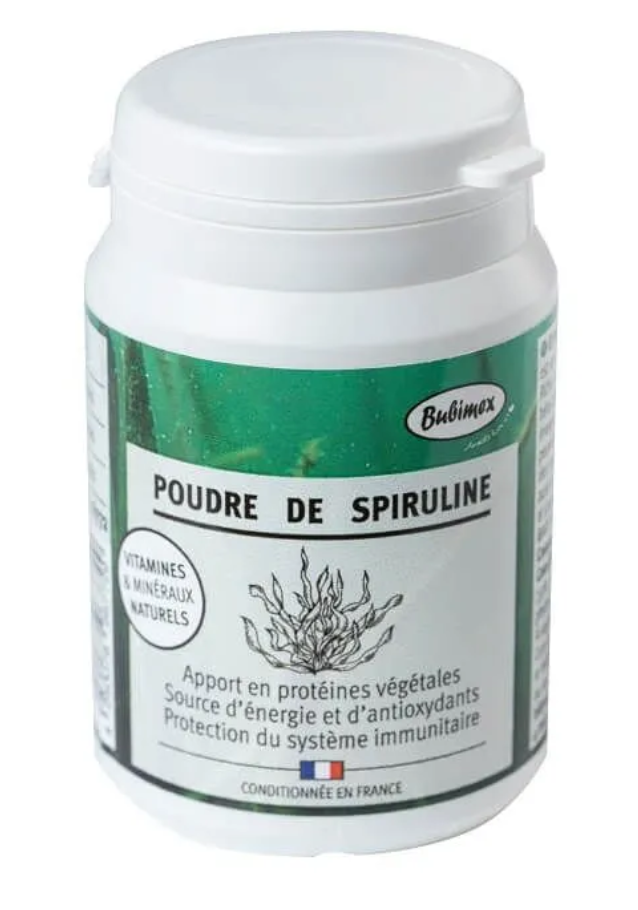 Bubimex
POUDRE DE SPIRULINE
VITAMINES
& MINÉRAUX
NATURELS
Apport en protéines végétales
Source d'énergie et d'antioxydants
Protection du système immunitaire
CONDITIONNÉE EN FRANCE